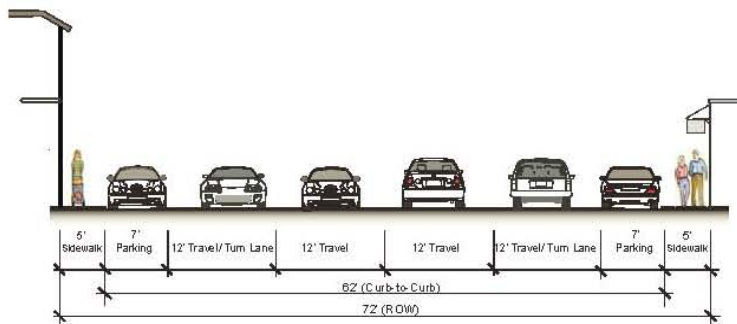 5' Sidewalk
7' Parking
12' Travel/Turn Lane
12' Travel
12' Travel
12' Travel/Turn Lane
7' Parking
5' Sidewalk
62' (Curb-to-Curb)
72' (ROW)